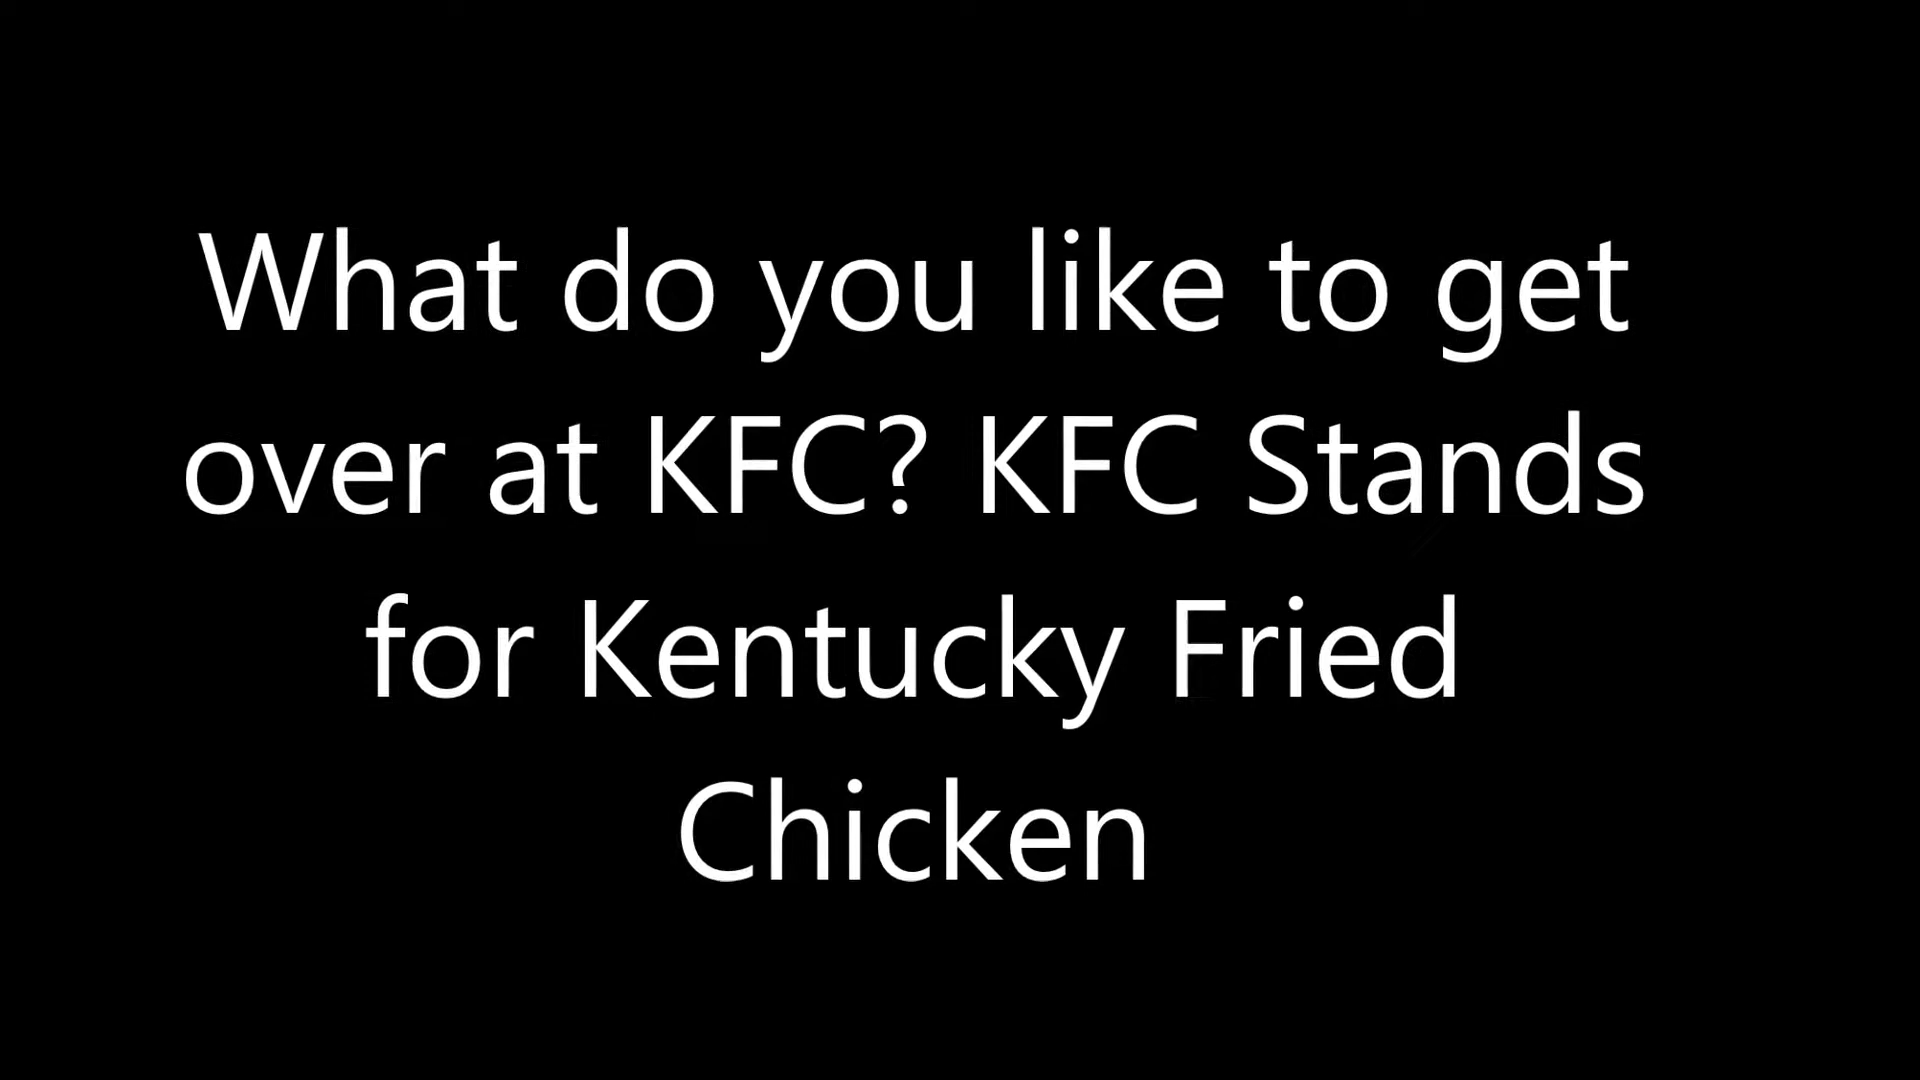 What do you like to get
over at KFC? KFC Stands
for Kentucky Fried
Chicken